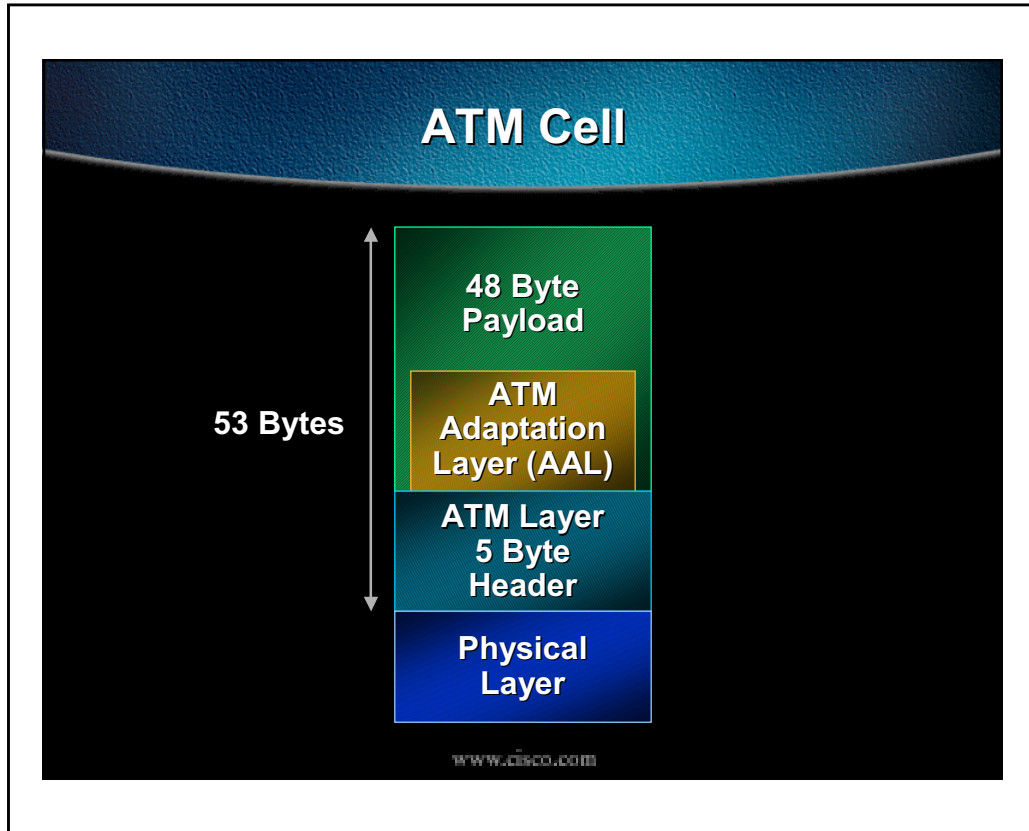 ATM Cell
48 Byte
Payload
53 Bytes
ATM
Adaptation
Layer (AAL)
ATM Layer
5 Byte
Header
Physical
Layer
www.cisco.com